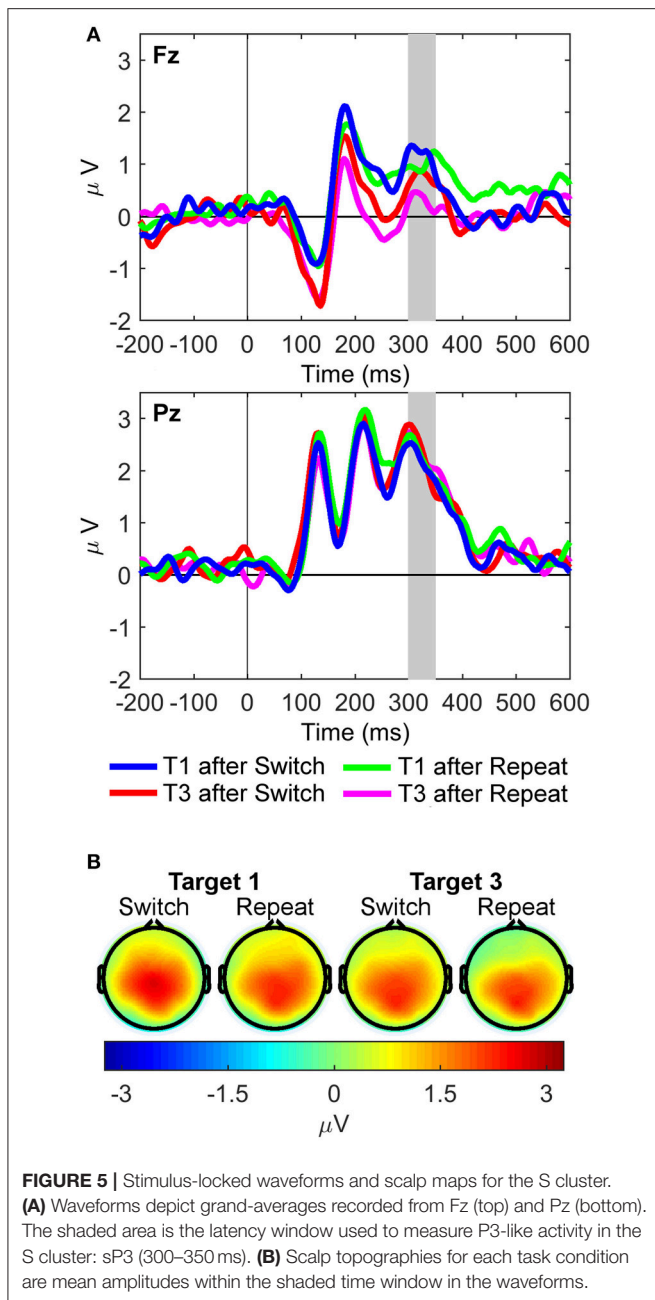 A
Fz
3
2
1
0
-1
-2
μ V
-200 -100 0 100 200 300 400 500 600
Time (ms)
Pz
3
2
1
0
-1
-2
μ V
-200 -100 0 100 200 300 400 500 600
Time (ms)
T1 after Switch T1 after Repeat
T3 after Switch T3 after Repeat
B
Target 1 Target 3
Switch Repeat Switch Repeat
-3 -1.5 0 1.5 3
μV
FIGURE 5 | Stimulus-locked waveforms and scalp maps for the S cluster.
(A) Waveforms depict grand-averages recorded from Fz (top) and Pz (bottom).
The shaded area is the latency window used to measure P3-like activity in the
S cluster: sP3 (300–350 ms). (B) Scalp topographies for each task condition
are mean amplitudes within the shaded time window in the waveforms.